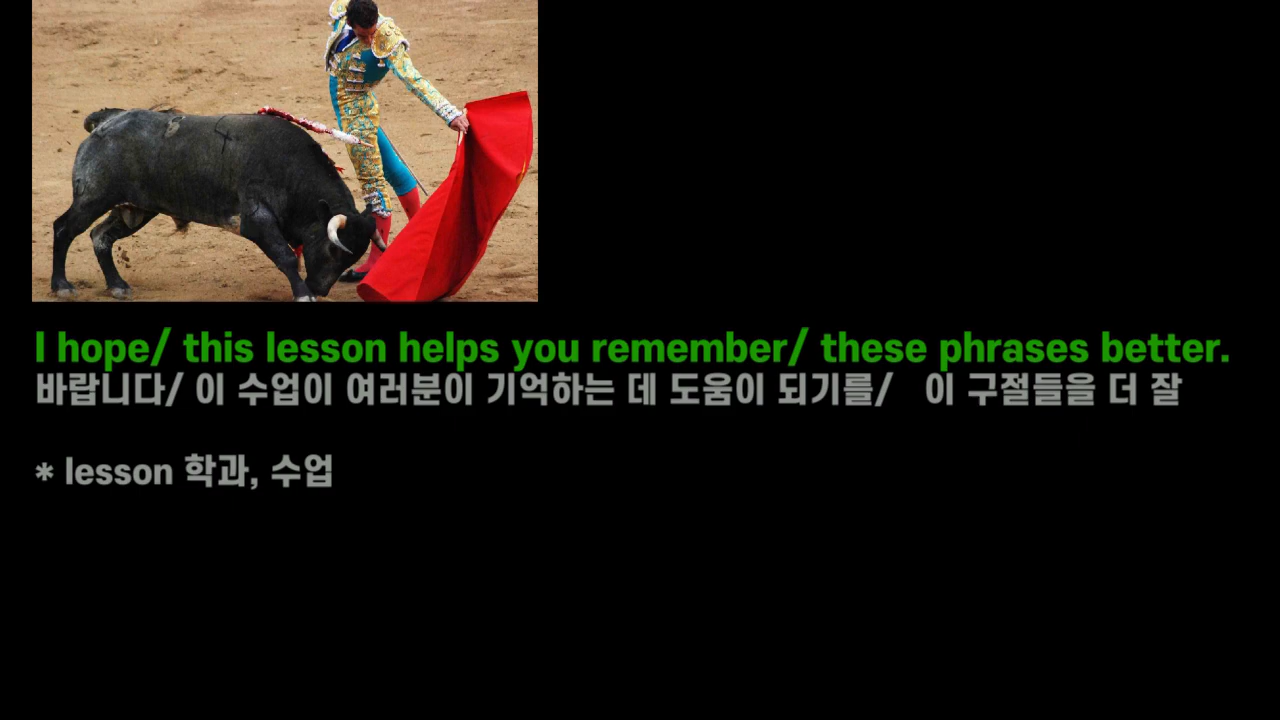 I hope/ this lesson helps you remember/ these phrases better.
바랍니다/ 이 수업이 여러분이 기억하는 데 도움이 되기를/ 이 구절들을 더 잘
* lesson 학과, 수업